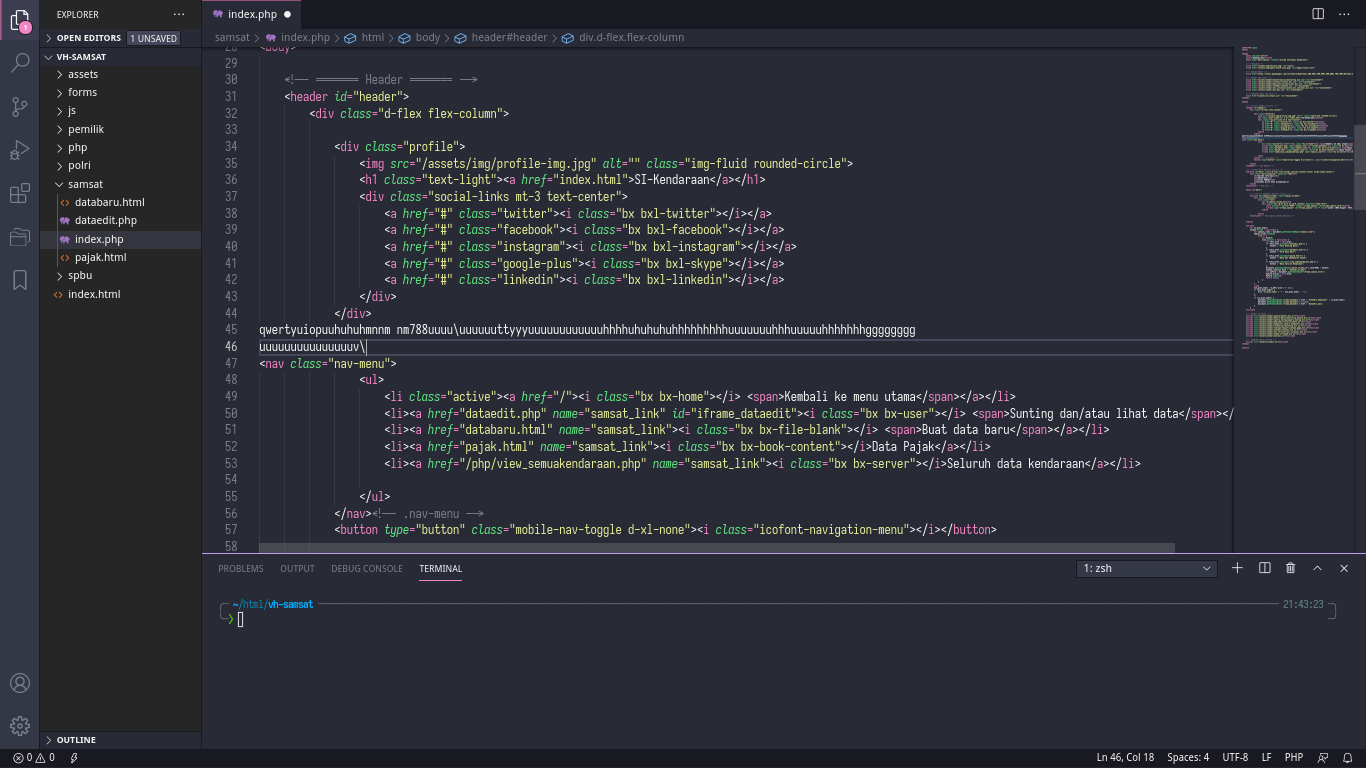 EXPLORER
···
index.php
1
OPEN EDITORS 1 UNSAVED
samsat > index.php > html > body > header#header > div.d-flex.flex-column
VH-SAMSAT
assets
forms
js
pemilik
php
polri
samsat
databaru.html
dataedit.php
index.php
pajak.html
spbu
index.html
OUTLINE
28 <body>
29
30 <!-- ======= Header ======= -->
31 <header id="header">
32 <div class="d-flex flex-column">
33
34 <div class="profile">
35 <img src="/assets/img/profile-img.jpg" alt="" class="img-fluid rounded-circle">
36 <h1 class="text-light"><a href="index.html">SI-Kendaraan</a></h1>
37 <div class="social-links mt-3 text-center">
38 <a href="#" class="twitter"><i class="bx bxl-twitter"></i></a>
39 <a href="#" class="facebook"><i class="bx bxl-facebook"></i></a>
40 <a href="#" class="instagram"><i class="bx bxl-instagram"></i></a>
41 <a href="#" class="google-plus"><i class="bx bxl-skype"></i></a>
42 <a href="#" class="linkedin"><i class="bx bxl-linkedin"></i></a>
43 </div>
44 </div>
45
46
47 <nav class="nav-menu">
48 <ul>
49 <li class="active"><a href="/"><i class="bx bx-home"></i> <span>Kembali ke menu utama</span></a></li>
50 <li><a href="dataedit.php" name="samsat_link" id="iframe_dataedit"><i class="bx bx-user"></i> <span>Sunting dan/atau lihat data</span></
51 <li><a href="databaru.html" name="samsat_link"><i class="bx bx-file-blank"></i> <span>Buat data baru</span></a></li>
52 <li><a href="pajak.html" name="samsat_link"><i class="bx bx-book-content"></i>Data Pajak</a></li>
53 <li><a href="/php/view_semuakendaraan.php" name="samsat_link"><i class="bx bx-server"></i>Seluruh data kendaraan</a></li>
54
55 </ul>
56 </nav><!-- .nav-menu -->
57 <button type="button" class="mobile-nav-toggle d-xl-none"><i class="icofont-navigation-menu"></i></button>
58
PROBLEMS OUTPUT DEBUG CONSOLE TERMINAL 1: zsh
~/html/vh-samsat 21:43:23
❯
0 0 Ln 46, Col 18 Spaces: 4 UTF-8 LF PHP